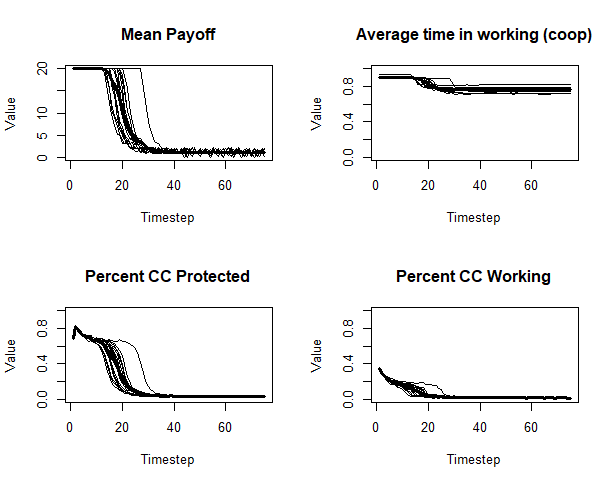 Mean Payoff
Value
0 5 10 20
0 20 40 60
Timestep
Average time in working (coop)
Value
0.0 0.4 0.8
0 20 40 60
Timestep
Percent CC Protected
Value
0.0 0.4 0.8
0 20 40 60
Timestep
Percent CC Working
Value
0.0 0.4 0.8
0 20 40 60
Timestep